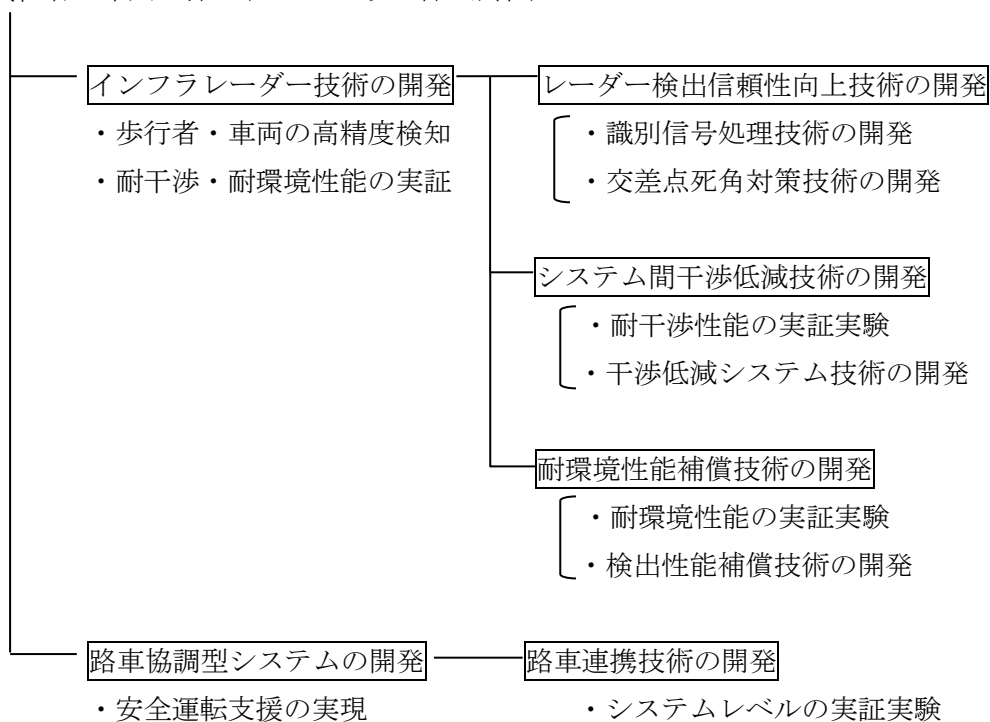 インフラレーダー技術の開発
・歩行者・車両の高精度検知
・耐干渉・耐環境性能の実証
レーダー検出信頼性向上技術の開発
・識別信号処理技術の開発
・交差点死角対策技術の開発
システム間干渉低減技術の開発
・耐干渉性能の実証実験
・干渉低減システム技術の開発
耐環境性能補償技術の開発
・耐環境性能の実証実験
・検出性能補償技術の開発
路車協調型システムの開発
・安全運転支援の実現
路車連携技術の開発
・システムレベルの実証実験